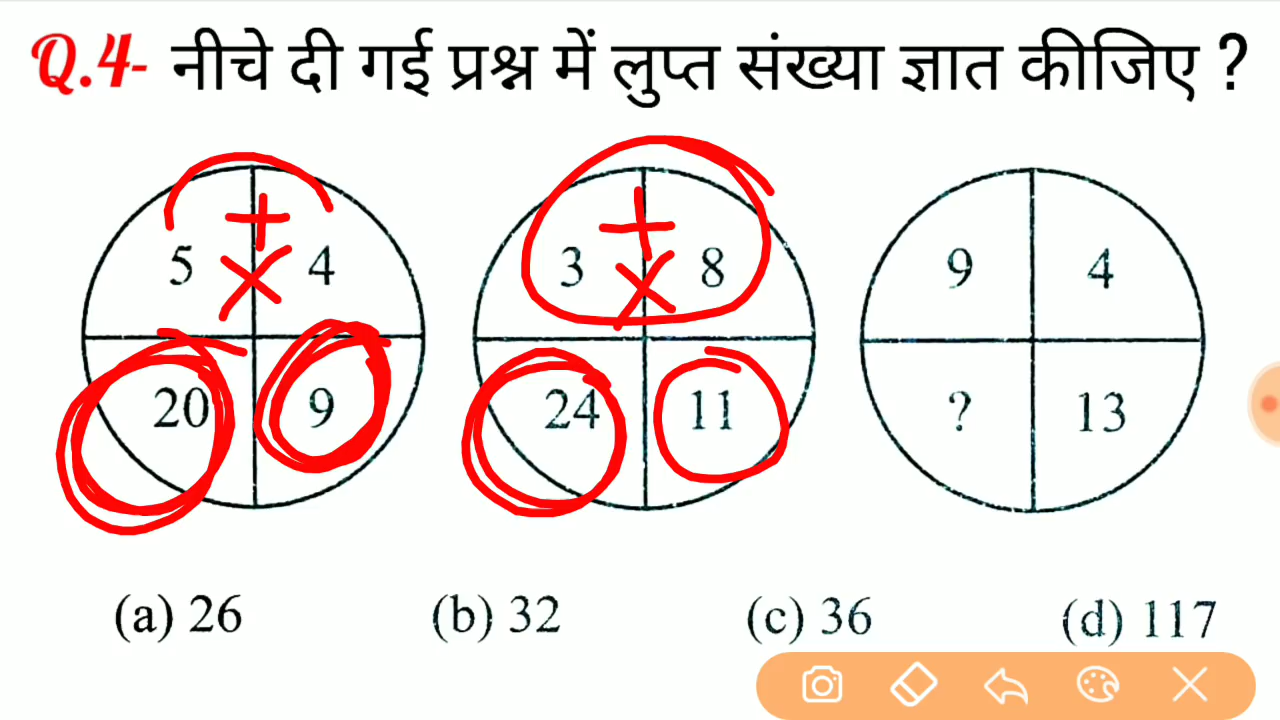 Q.4- नीचे दी गई प्रश्न में लुप्त संख्या ज्ञात कीजिए ?
+ +
5 × 4 3 × 8 9 4
20 9 24 11 ? 13
(a) 26 (b) 32 (c) 36 (d) 117